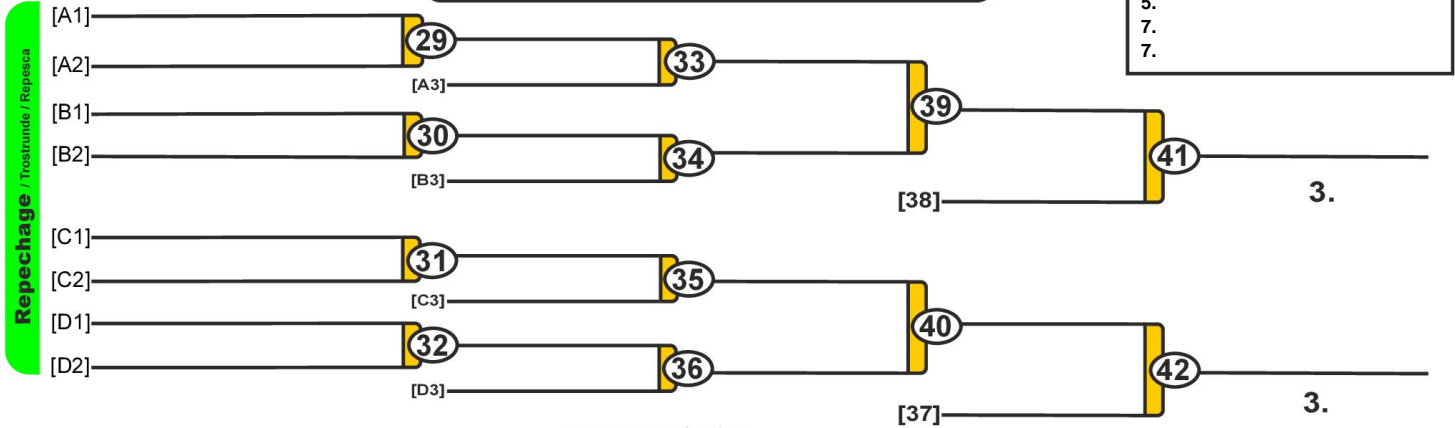 5.
7.
7.
Repechage / Trostrunde / Repesca
[A1]
[A2]
29
[A3]
33
[B1]
[B2]
30
[B3]
34
39
[38]
41
3.
[C1]
[C2]
31
[C3]
35
[D1]
[D2]
32
[D3]
36
40
[37]
42
3.